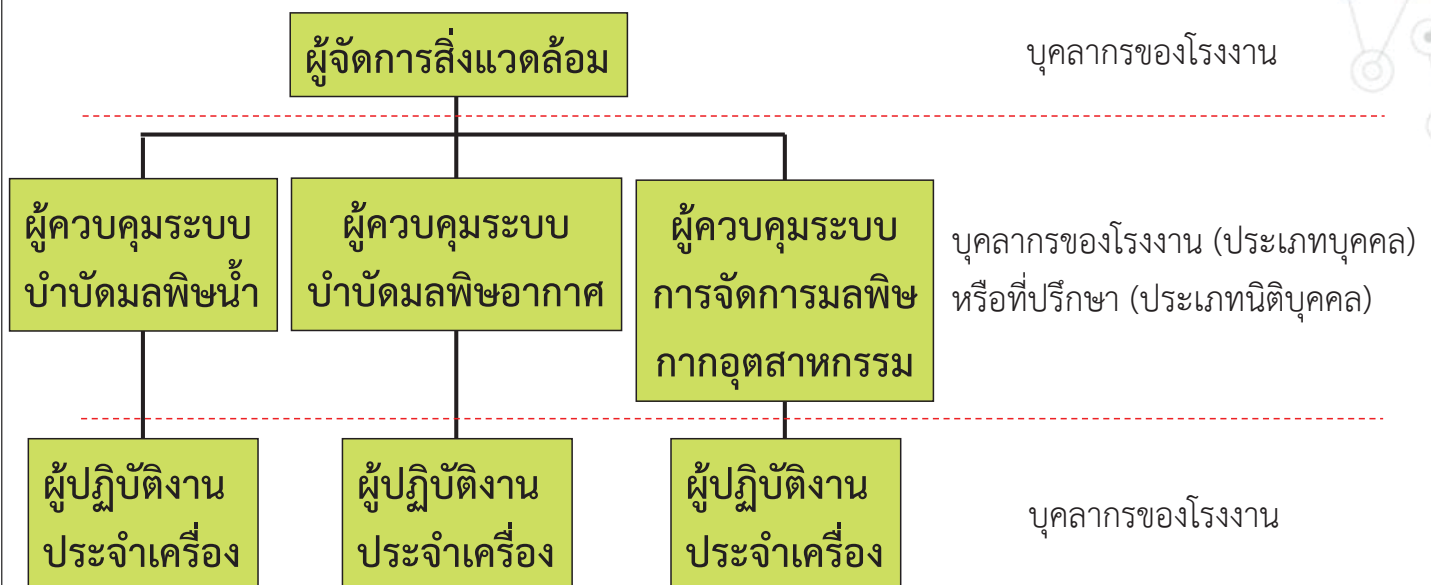 ผู้จัดการสิ่งแวดล้อม
บุคลากรของโรงงาน
ผู้ควบคุมระบบ
บำบัดมลพิษน้ำ
ผู้ควบคุมระบบ
บำบัดมลพิษอากาศ
ผู้ควบคุมระบบ
การจัดการมลพิษ
กากอุตสาหกรรม
บุคลากรของโรงงาน (ประเภทบุคคล)
หรือที่ปรึกษา (ประเภทนิติบุคคล)
ผู้ปฏิบัติงาน
ประจำเครื่อง
ผู้ปฏิบัติงาน
ประจำเครื่อง
ผู้ปฏิบัติงาน
ประจำเครื่อง
บุคลากรของโรงงาน